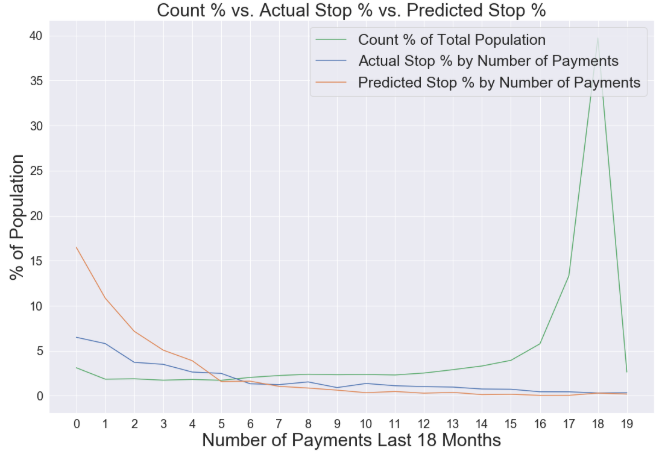 Count % vs. Actual Stop % vs. Predicted Stop %
Count % of Total Population
Actual Stop % by Number of Payments
Predicted Stop % by Number of Payments
% of Population
40
35
30
25
20
15
10
5
0
0 1 2 3 4 5 6 7 8 9 10 11 12 13 14 15 16 17 18 19
Number of Payments Last 18 Months